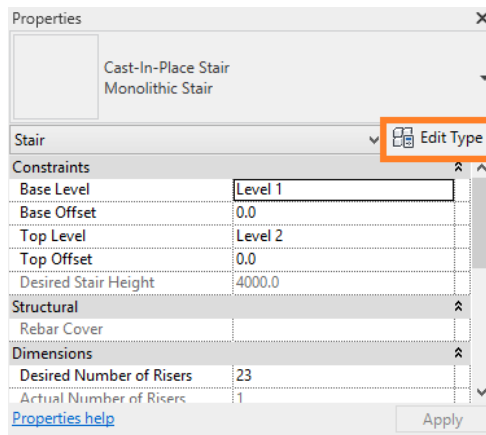 Properties
Cast-In-Place Stair
Monolithic Stair
Stair
Edit Type
Constraints
Base Level Level 1
Base Offset 0.0
Top Level Level 2
Top Offset 0.0
Desired Stair Height 4000.0
Structural
Rebar Cover
Dimensions
Desired Number of Risers 23
Actual Number of Risers 1
Properties help
Apply